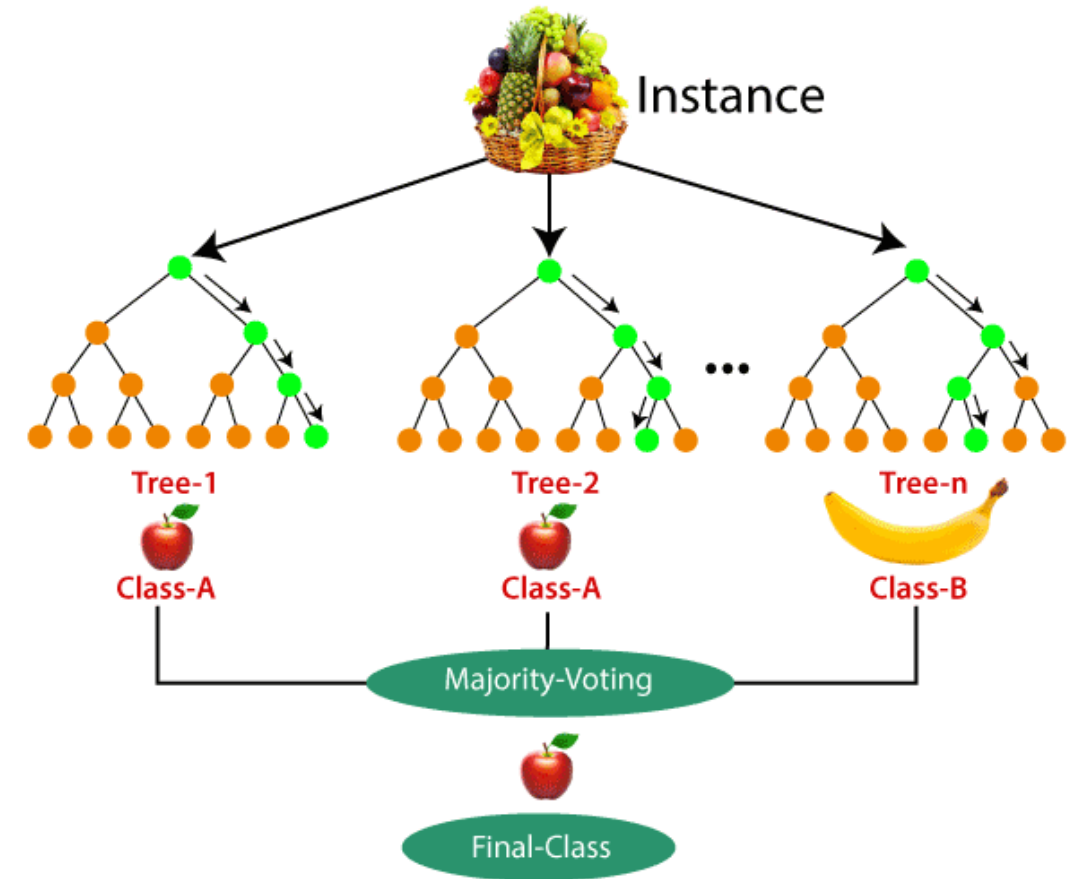 Instance
...
Tree-1
Tree-2
Tree-n
Class-A
Class-A
Class-B
Majority-Voting
Final-Class